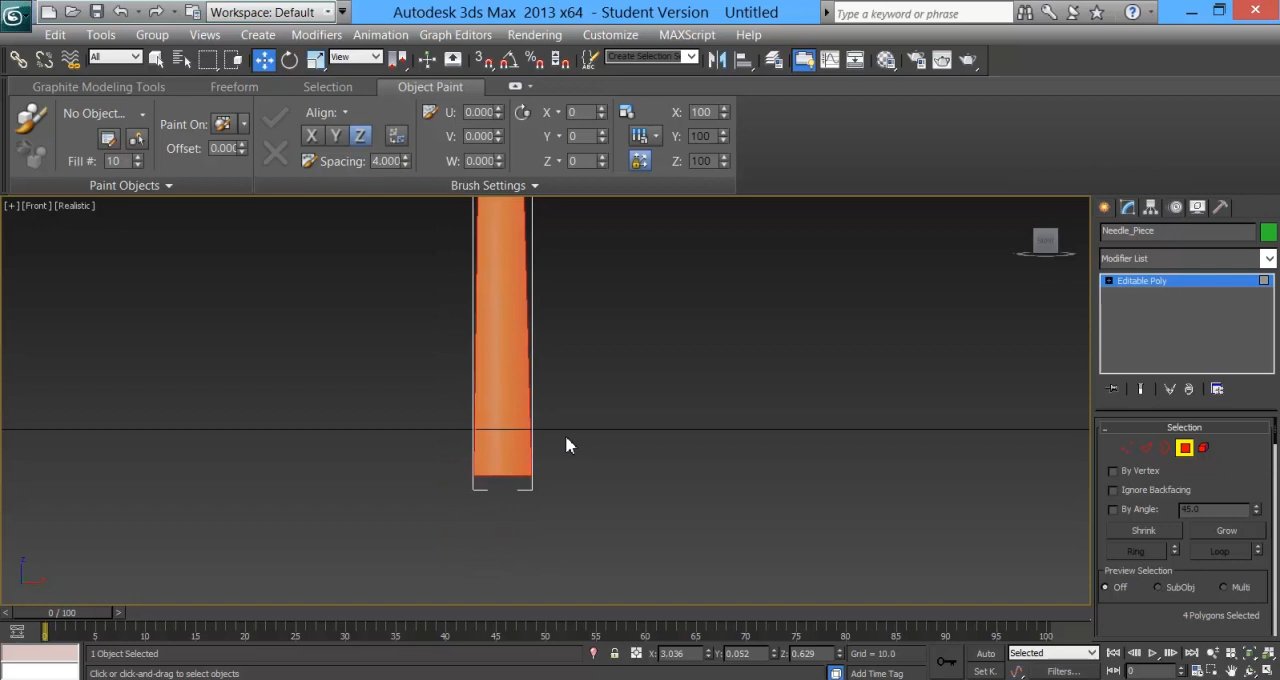 Workspace: Default
Autodesk 3ds Max 2013 x64 - Student Version Untitled
Type a keyword or phrase
Edit Tools Group Views Create Modifiers Animation Graph Editors Rendering Customize MAXScript Help
All
View
Create Selection Se
Graphite Modeling Tools Freeform Selection Object Paint
No Object... Paint On: Align: U: 0.000 X 0 X: 100
X Y Z V: 0.000 Y 0 Y: 100
Fill #: 10 Offset: 0.000 Spacing: 4.000 W: 0.000 Z 0 Z: 100
Paint Objects Brush Settings
[+] [Front] [Realistic]
Needle_Piece
Modifier List
Editable Poly
Selection
By Vertex
Ignore Backfacing
By Angle: 45.0
Shrink Grow
Ring Loop
Preview Selection
Off SubObj Multi
4 Polygons Selected
z
< 0 / 100 >
0 5 10 15 20 25 30 35 40 45 50 55 60 65 70 75 80 85 90 95 100
1 Object Selected X: 3.036 Y: 0.052 Z: 0.629 Grid = 10.0 Auto Selected
Click or click-and-drag to select objects Add Time Tag Set K. Filters... 0